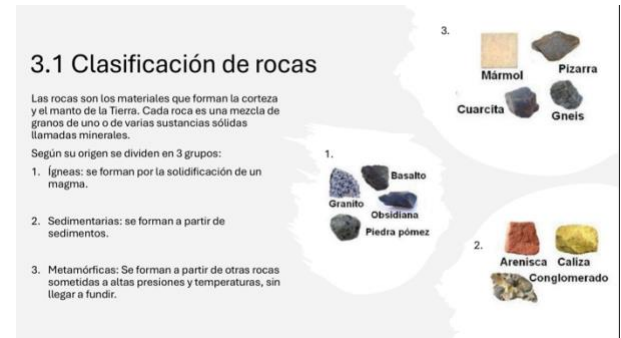 3.1 Clasificación de rocas
Las rocas son los materiales que forman la corteza
y el manto de la Tierra. Cada roca es una mezcla de
granos de uno o de varias sustancias sólidas
llamadas minerales.
Según su origen se dividen en 3 grupos:
1. Ígneas: se forman por la solidificación de un
magma.
2. Sedimentarias: se forman a partir de
sedimentos.
3. Metamórficas: Se forman a partir de otras rocas
sometidas a altas presiones y temperaturas, sin
llegar a fundir.
1.
Basalto
Granito
Obsidiana
Piedra pómez
3.
Mármol
Pizarra
Cuarcita
Gneis
2.
Arenisca Caliza
Conglomerado